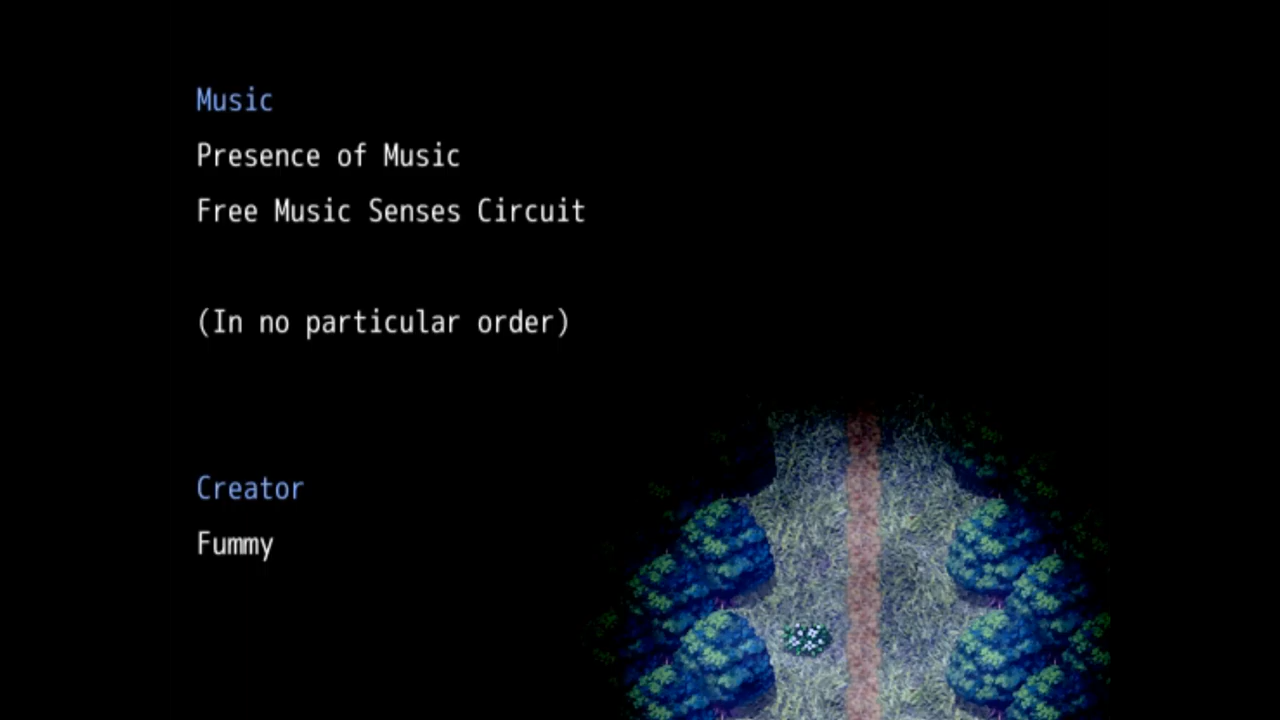 Music
Presence of Music
Free Music Senses Circuit
(In no particular order)
Creator
Fummy